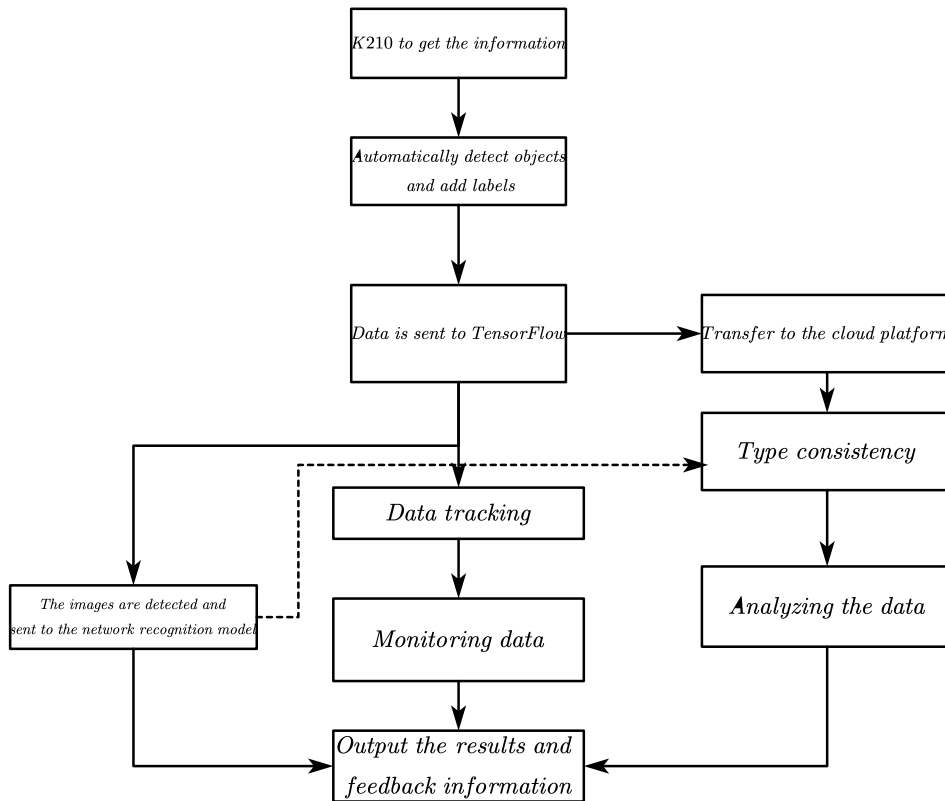 K210 to get the information
Automatically detect objects
and add labels
Data is sent to TensorFlow
Transfer to the cloud platform
Type consistency
Data tracking
The images are detected and
sent to the network recognition model
Analyzing the data
Monitoring data
Output the results and
feedback information